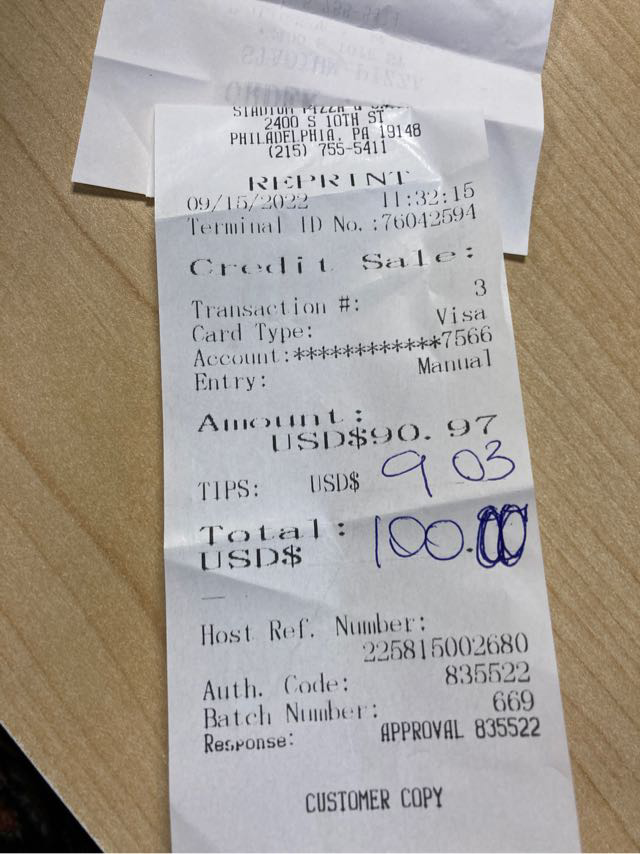 STADIUM PIZZA &
2400 S 10TH ST
PHILADELPHIA, PA 19148
(215) 755-5411
REPRINT
09/15/2022 11:32:15
Terminal ID No.:76042594
Credit Sale:
Transaction #: 3
Card Type: Visa
Account:************7566
Entry: Manual
Amount:
USD$90.97
TIPS: USD$ 9 03
Total:
USD$ 100.00
Host Ref. Number:
225815002680
Auth. Code: 835522
Batch Number: 669
Response: APPROVAL 835522
CUSTOMER COPY